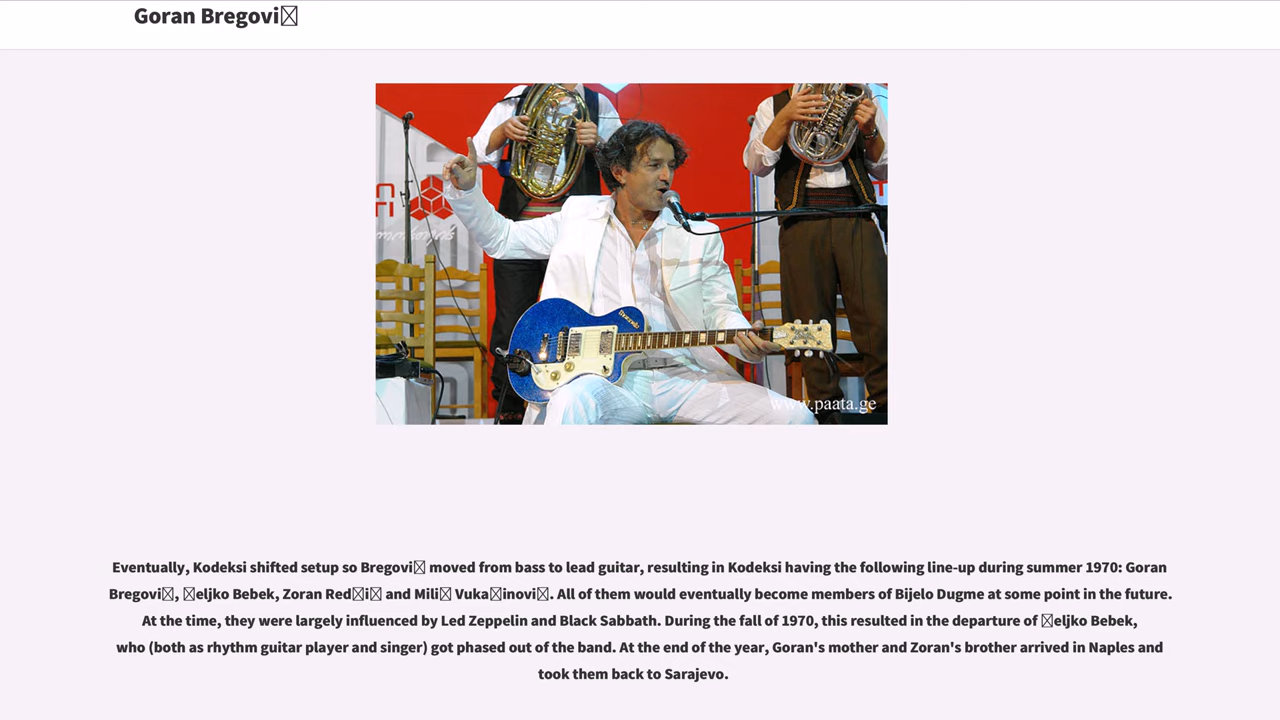 Goran Bregovi□
www.paata.ge
Eventually, Kodeksi shifted setup so Bregovi□ moved from bass to lead guitar, resulting in Kodeksi having the following line-up during summer 1970: Goran
Bregovi□, □eljko Bebek, Zoran Red□i□ and Mili□ Vuka□inovi□. All of them would eventually become members of Bijelo Dugme at some point in the future.
At the time, they were largely influenced by Led Zeppelin and Black Sabbath. During the fall of 1970, this resulted in the departure of □eljko Bebek,
who (both as rhythm guitar player and singer) got phased out of the band. At the end of the year, Goran's mother and Zoran's brother arrived in Naples and
took them back to Sarajevo.